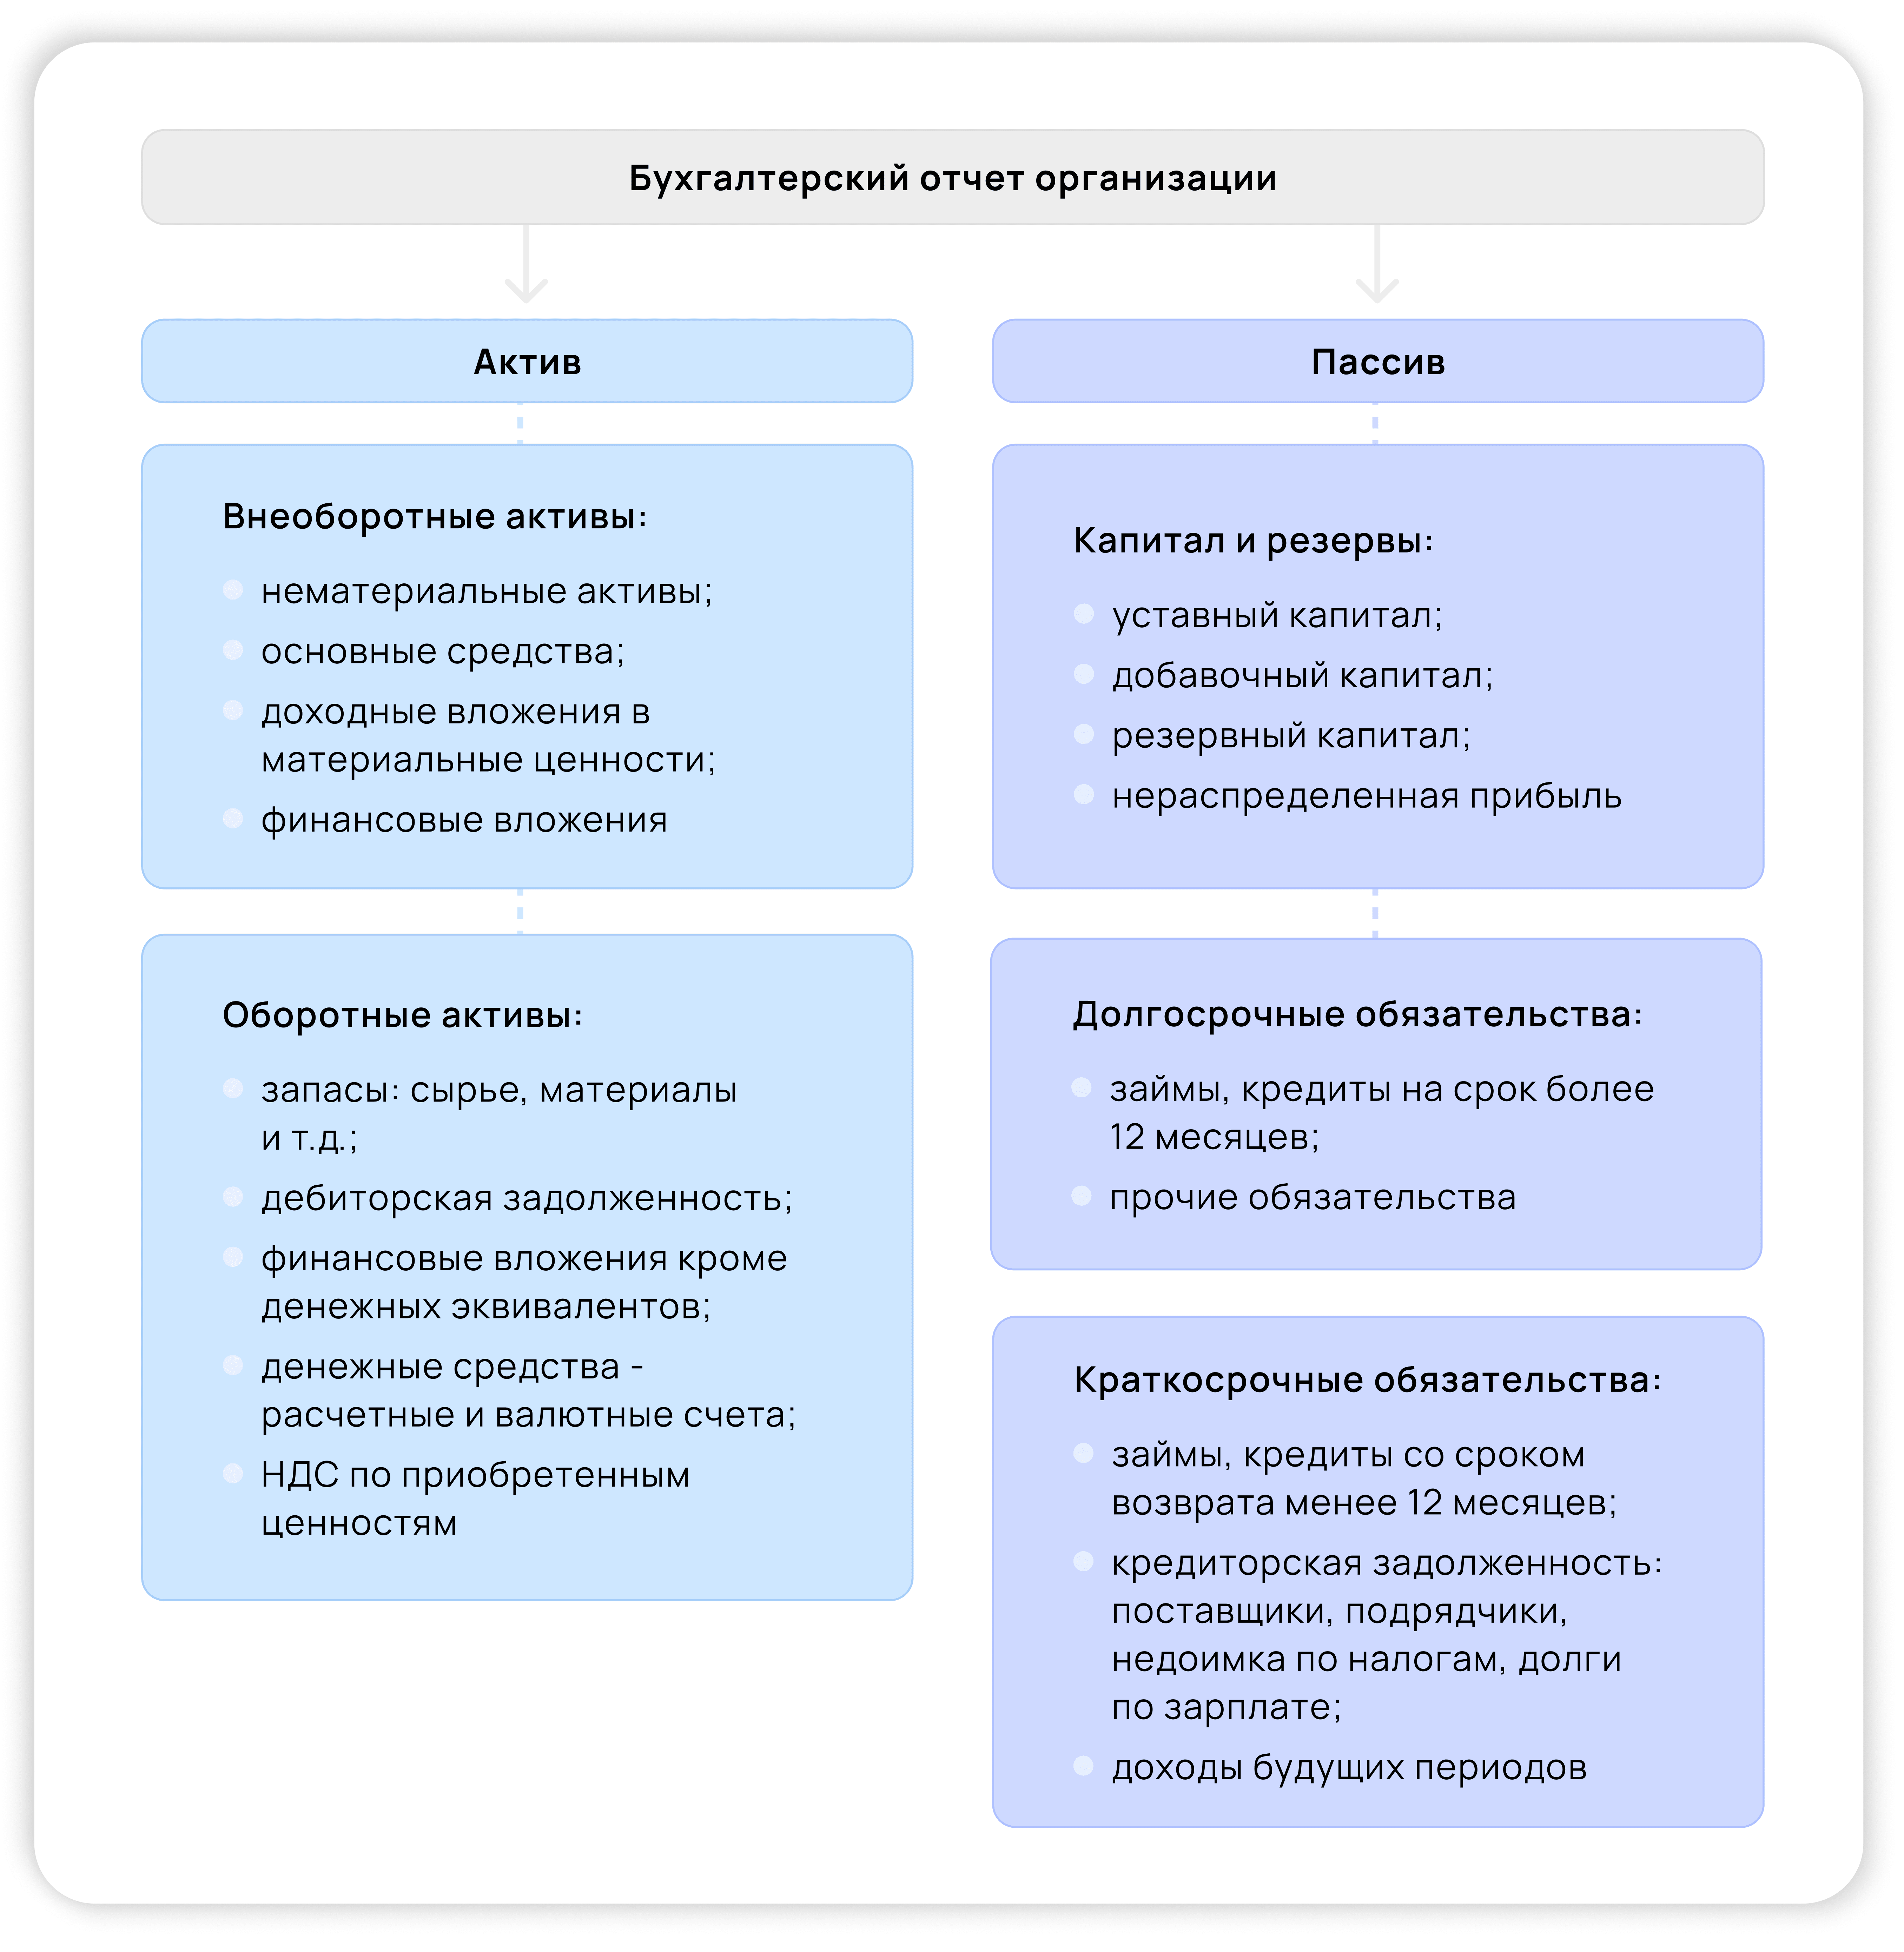 Бухгалтерский отчет организации
Актив
Внеоборотные активы:
нематериальные активы;
основные средства;
доходные вложения в
материальные ценности;
финансовые вложения
Оборотные активы:
запасы: сырье, материалы
и т.д.;
дебиторская задолженность;
финансовые вложения кроме
денежных эквивалентов;
денежные средства -
расчетные и валютные счета;
НДС по приобретенным
ценностям
Пассив
Капитал и резервы:
уставный капитал;
добавочный капитал;
резервный капитал;
нераспределенная прибыль
Долгосрочные обязательства:
займы, кредиты на срок более
12 месяцев;
прочие обязательства
Краткосрочные обязательства:
займы, кредиты со сроком
возврата менее 12 месяцев;
кредиторская задолженность:
поставщики, подрядчики,
недоимка по налогам, долги
по зарплате;
доходы будущих периодов